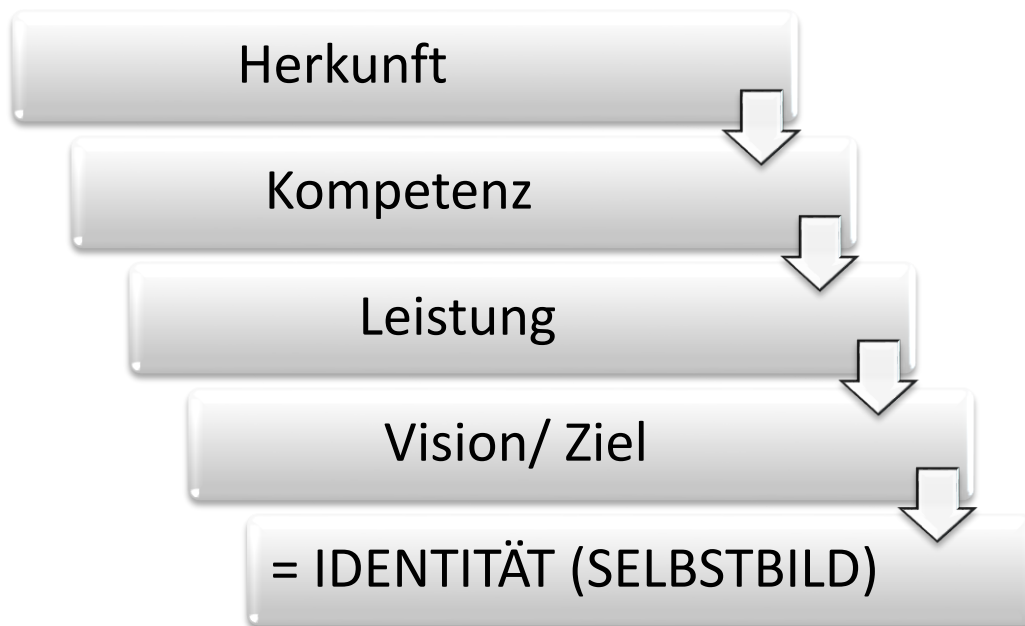 Herkunft
Kompetenz
Leistung
Vision/ Ziel
= IDENTITÄT (SELBSTBILD)